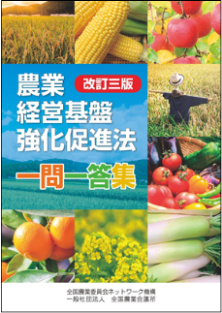 農業
改訂三版
経営基盤
強化促進法
一問一答集
全国農業委員会ネットワーク機構
一般社団法人 全国農業会議所